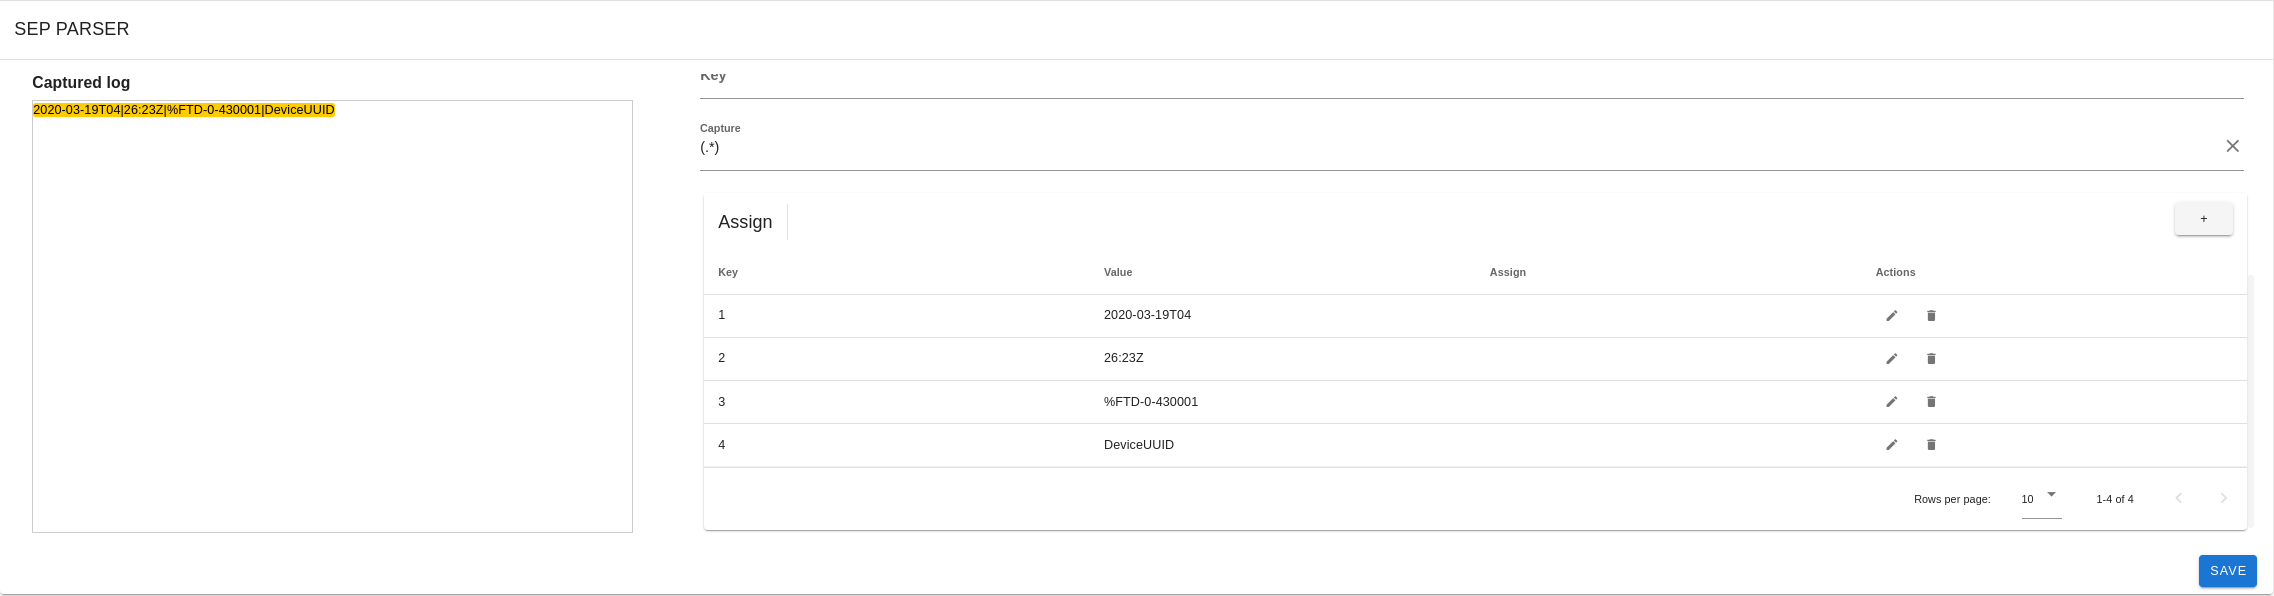 SEP PARSER
Captured log
2020-03-19T04|26:23Z|%FTD-0-430001|DeviceUUID
Key
Capture
(.*)
Assign
+
Key Value Assign Actions
1 2020-03-19T04
2 26:23Z
3 %FTD-0-430001
4 DeviceUUID
Rows per page: 10 1-4 of 4
SAVE